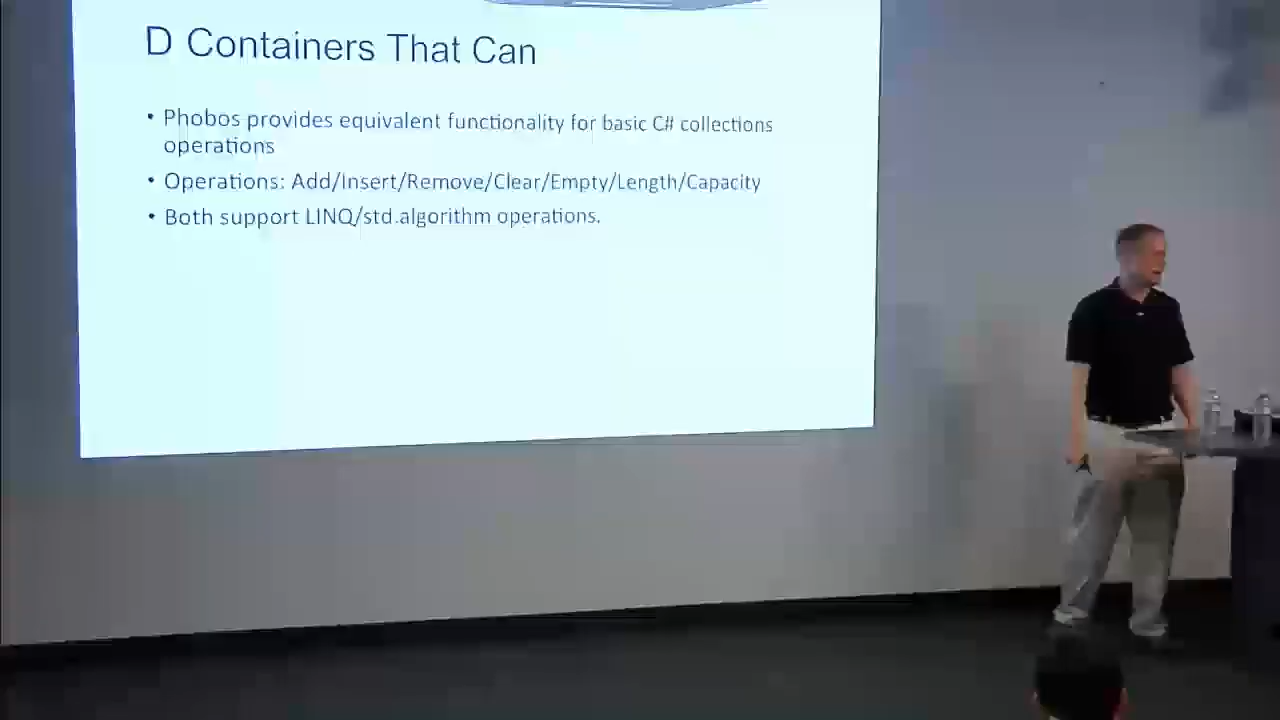 D Containers That Can
• Phobos provides equivalent functionality for basic C# collections
operations
• Operations: Add/Insert/Remove/Clear/Empty/Length/Capacity
• Both support LINQ/std.algorithm operations.